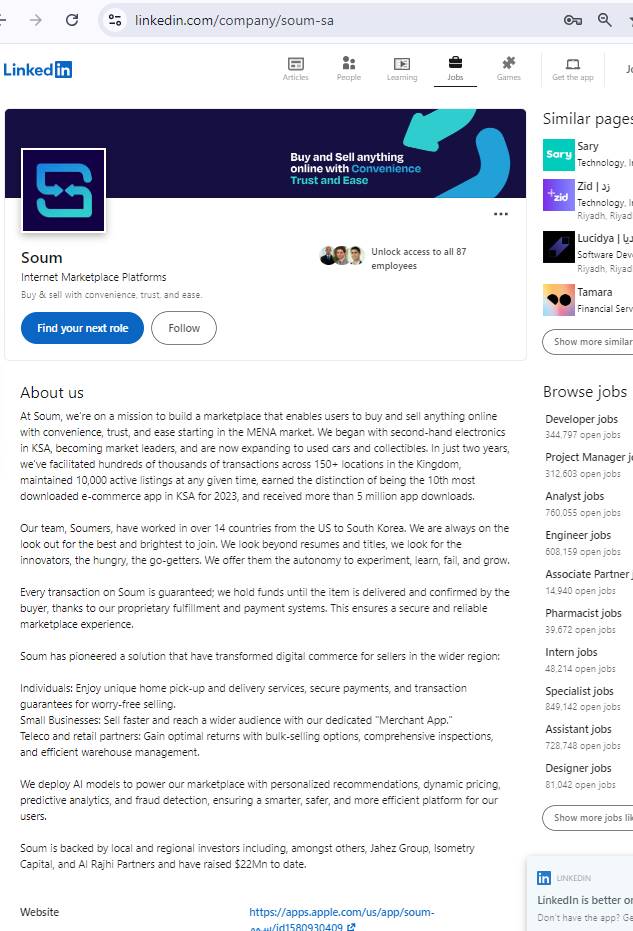 linkedin.com/company/soum-sa
Linkedin
Articles
People
Learning
Jobs
Games
Get the app
Buy and Sell anything
online with Convenience
Trust and Ease
Soum
Internet Marketplace Platforms
Buy & sell with convenience, trust, and ease.
Unlock access to all 87
employees
Find your next role
Follow
About us
At Soum, we're on a mission to build a marketplace that enables users to buy and sell anything online
with convenience, trust, and ease starting in the MENA market. We began with second-hand electronics
in KSA, becoming market leaders, and are now expanding to used cars and collectibles. In just two years,
we've facilitated hundreds of thousands of transactions across 150+ locations in the Kingdom,
maintained 10,000 active listings at any given time, earned the distinction of being the 10th most
downloaded e-commerce app in KSA for 2023, and received more than 5 million app downloads.
Our team, Soumers, have worked in over 14 countries from the US to South Korea. We are always on the
look out for the best and brightest to join. We look beyond resumes and titles, we look for the
innovators, the hungry, the go-getters. We offer them the autonomy to experiment, learn, fail, and grow.
Every transaction on Soum is guaranteed; we hold funds until the item is delivered and confirmed by the
buyer, thanks to our proprietary fulfillment and payment systems. This ensures a secure and reliable
marketplace experience.
Soum has pioneered a solution that have transformed digital commerce for sellers in the wider region:
Individuals: Enjoy unique home pick-up and delivery services, secure payments, and transaction
guarantees for worry-free selling.
Small Businesses: Sell faster and reach a wider audience with our dedicated "Merchant App."
Teleco and retail partners: Gain optimal returns with bulk-selling options, comprehensive inspections,
and efficient warehouse management.
We deploy AI models to power our marketplace with personalized recommendations, dynamic pricing,
predictive analytics, and fraud detection, ensuring a smarter, safer, and more efficient platform for our
users.
Soum is backed by local and regional investors including, amongst others, Jahez Group, Isometry
Capital, and Al Rajhi Partners and have raised $22Mn to date.
Website
https://apps.apple.com/us/app/soum-
/id1580930409
Similar pages
Sary
Sary
Technology, In
zid
Zid | زد
Technology, In
Riyadh, Riyadh
Lucidya |
Software Deve
Riyadh, Riyadh
Tamara
Financial Serv
Show more similar
Browse jobs
Developer jobs
344,797 open jobs
Project Manager jo
312,603 open jobs
Analyst jobs
760,055 open jobs
Engineer jobs
608,159 open jobs
Associate Partner j
14,940 open jobs
Pharmacist jobs
39,672 open jobs
Intern jobs
48,214 open jobs
Specialist jobs
849,142 open jobs
Assistant jobs
728,748 open jobs
Designer jobs
81,042 open jobs
Show more jobs lik
in LINKEDIN
LinkedIn is better on
Don't have the app? Ge